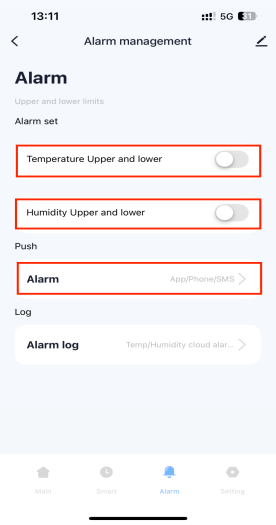 13:11
5G 31
Alarm management
Alarm
Upper and lower limits
Alarm set
Temperature Upper and lower
Humidity Upper and lower
Push
Alarm App/Phone/SMS
Log
Alarm log Temp/Humidity cloud alar...
Main Smart Alarm Setting